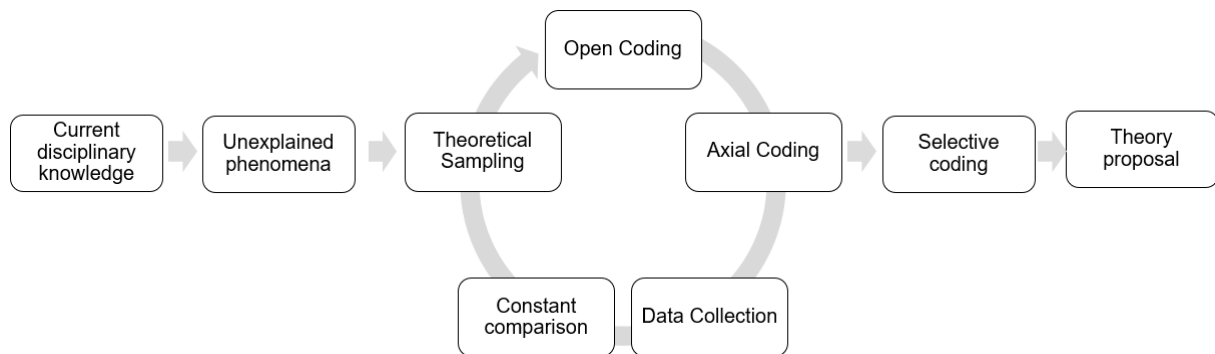 Open Coding
Current
disciplinary
knowledge
Unexplained
phenomena
Theoretical
Sampling
Axial Coding
Selective
coding
Theory
proposal
Constant
comparison
Data Collection